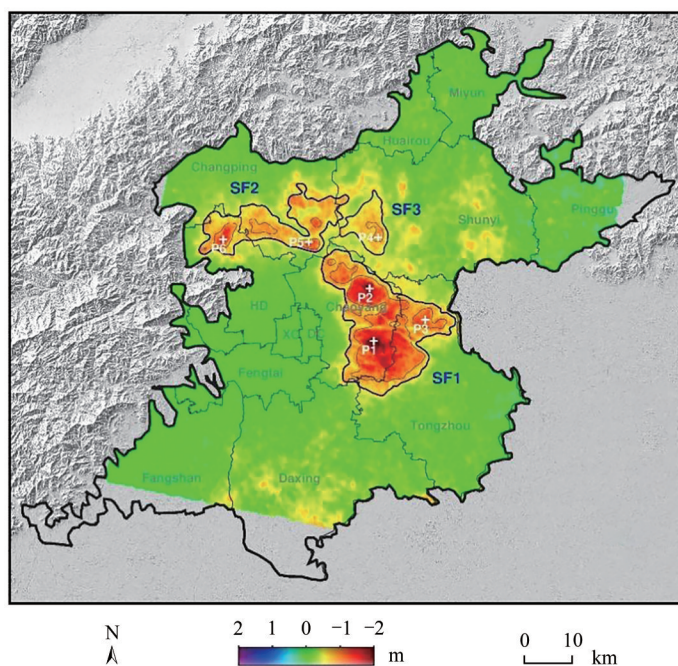 Miyun
Huairou
Changping
SF2
SF3
Shunyi
Pinggu
P6
P5
P4
HD
P2
Chaoyang
P3
XC
DC
P1
Fengtai
SF1
Tongzhou
Fangshan
Daxing
N
2 1 0 −1 −2
m
0 10
km